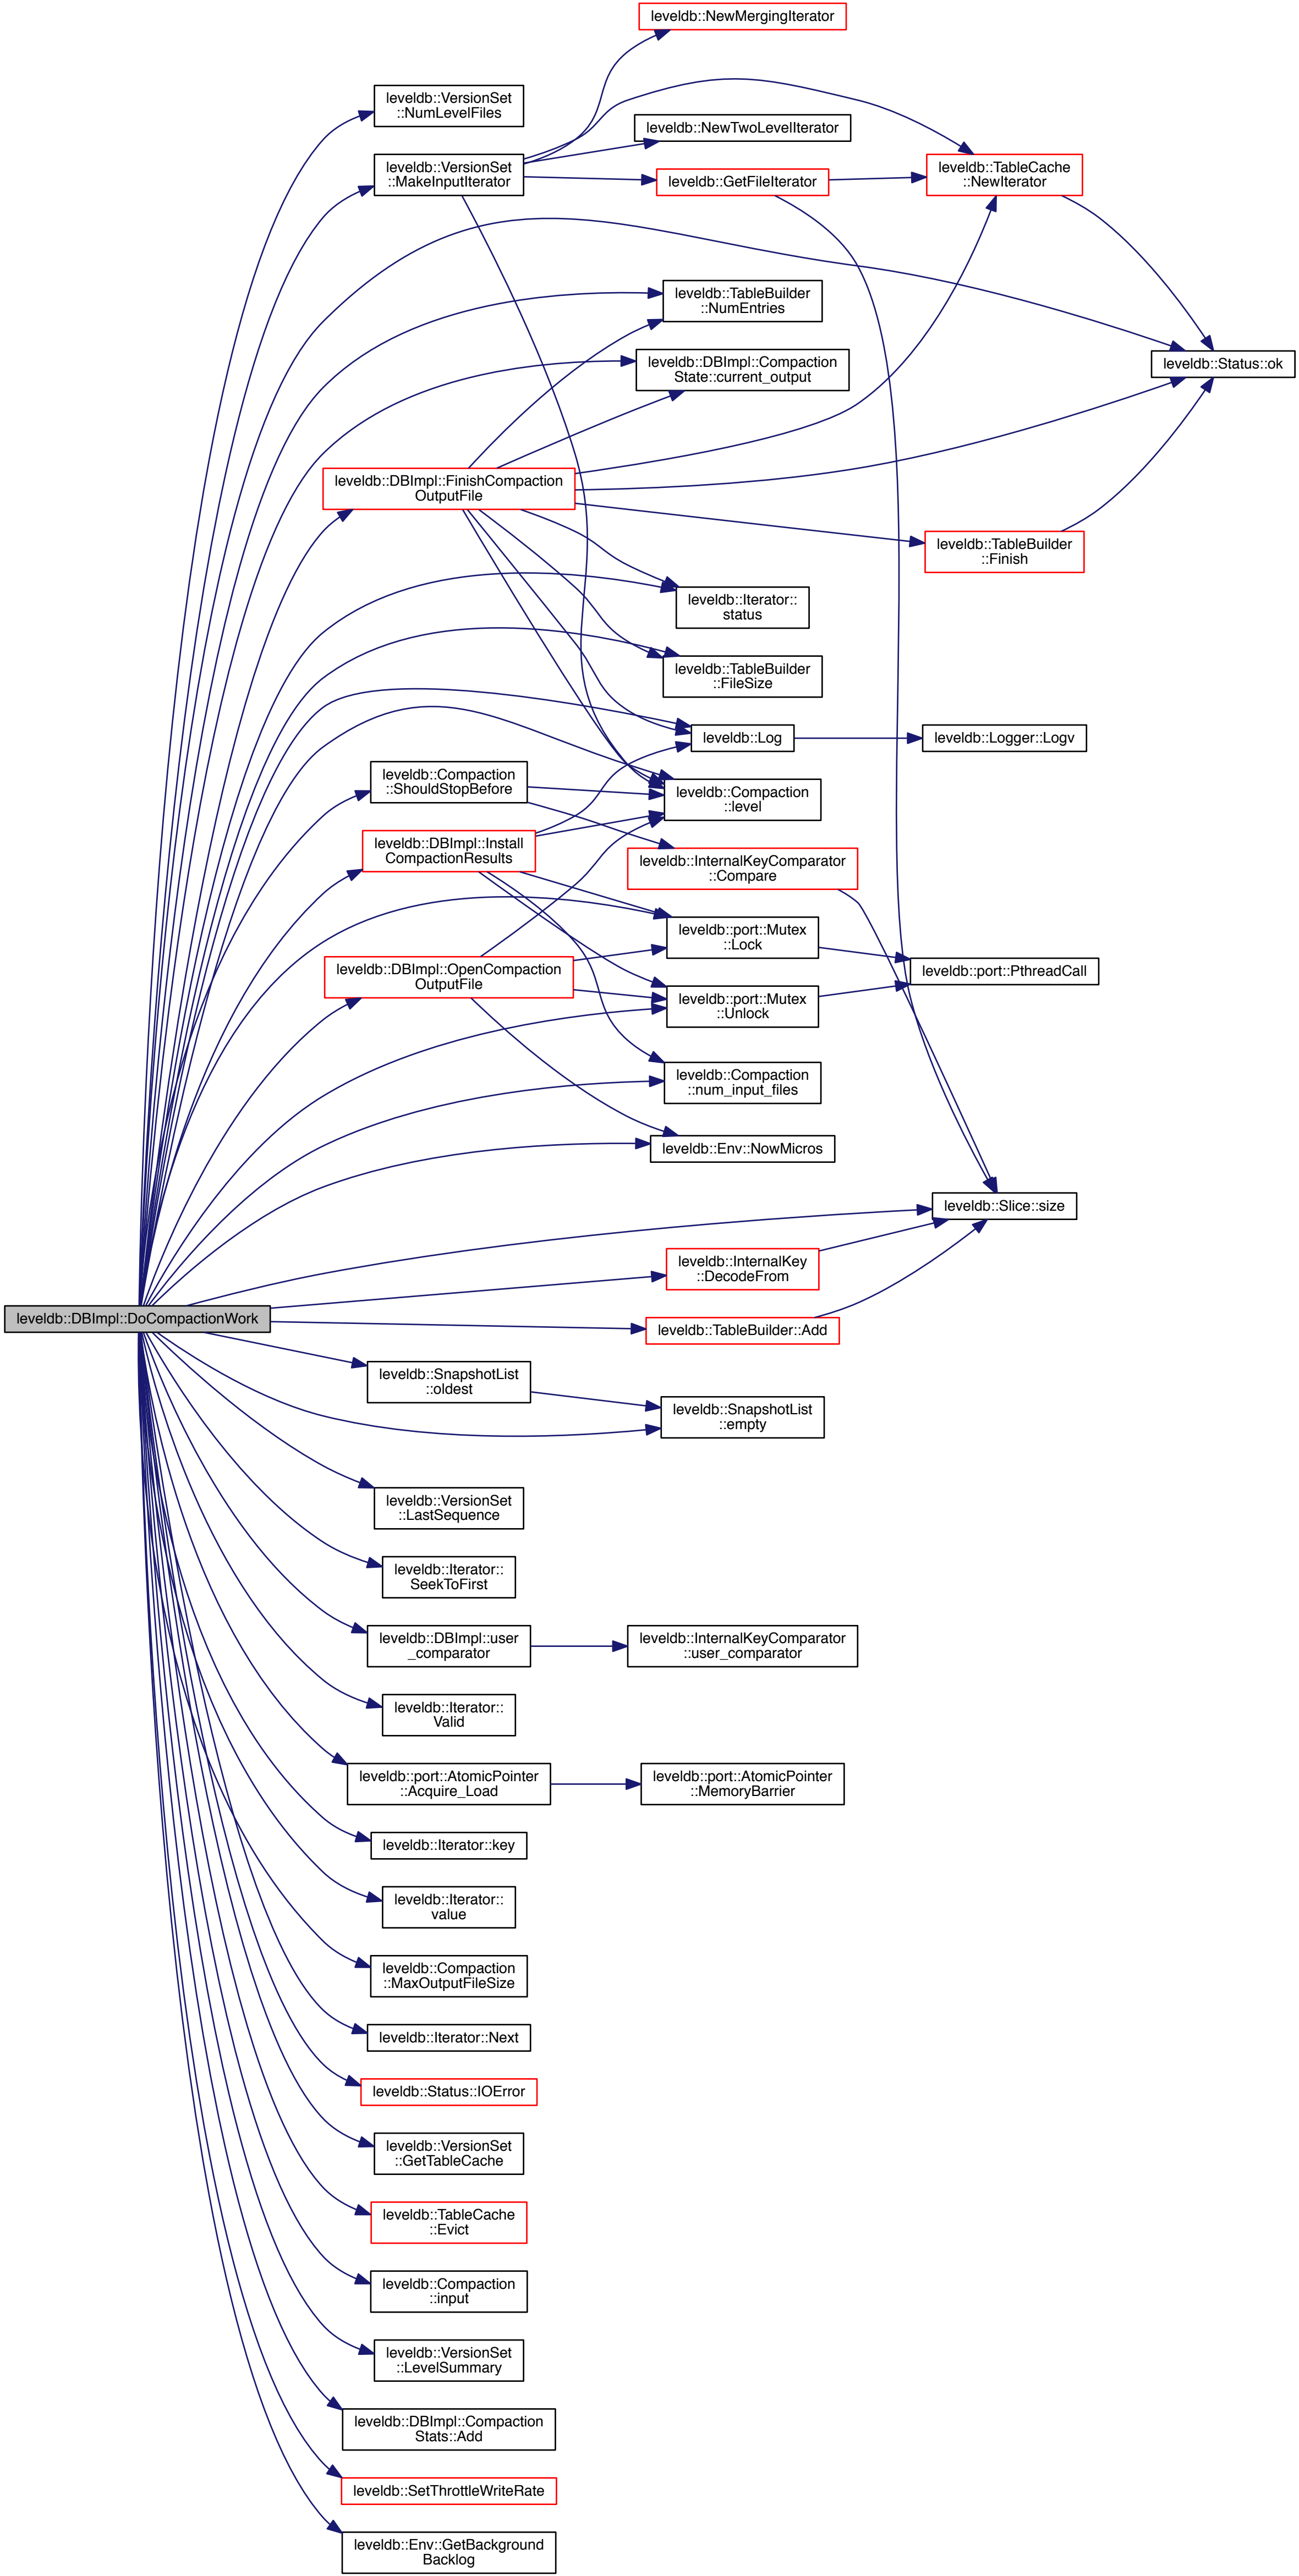 leveldb::NewMergingIterator
leveldb::VersionSet
::NumLevelFiles
leveldb::NewTwoLevelIterator
leveldb::VersionSet
::MakeInputIterator
leveldb::GetFileIterator
leveldb::TableCache
::NewIterator
leveldb::TableBuilder
::NumEntries
leveldb::DBImpl::Compaction
State::current_output
leveldb::Status::ok
leveldb::DBImpl::FinishCompaction
OutputFile
leveldb::TableBuilder
::Finish
leveldb::Iterator::
status
leveldb::TableBuilder
::FileSize
leveldb::Log
leveldb::Logger::Logv
leveldb::Compaction
::ShouldStopBefore
leveldb::Compaction
::level
leveldb::DBImpl::Install
CompactionResults
leveldb::InternalKeyComparator
::Compare
leveldb::port::Mutex
::Lock
leveldb::DBImpl::OpenCompaction
OutputFile
leveldb::port::PthreadCall
leveldb::port::Mutex
::Unlock
leveldb::Compaction
::num_input_files
leveldb::Env::NowMicros
leveldb::Slice::size
leveldb::InternalKey
::DecodeFrom
leveldb::DBImpl::DoCompactionWork
leveldb::TableBuilder::Add
leveldb::SnapshotList
::oldest
leveldb::SnapshotList
::empty
leveldb::VersionSet
::LastSequence
leveldb::Iterator::
SeekToFirst
leveldb::DBImpl::user
_comparator
leveldb::InternalKeyComparator
::user_comparator
leveldb::Iterator::
Valid
leveldb::port::AtomicPointer
::Acquire_Load
leveldb::port::AtomicPointer
::MemoryBarrier
leveldb::Iterator::key
leveldb::Iterator::
value
leveldb::Compaction
::MaxOutputFileSize
leveldb::Iterator::Next
leveldb::Status::IOError
leveldb::VersionSet
::GetTableCache
leveldb::TableCache
::Evict
leveldb::Compaction
::input
leveldb::VersionSet
::LevelSummary
leveldb::DBImpl::Compaction
Stats::Add
leveldb::SetThrottleWriteRate
leveldb::Env::GetBackground
Backlog